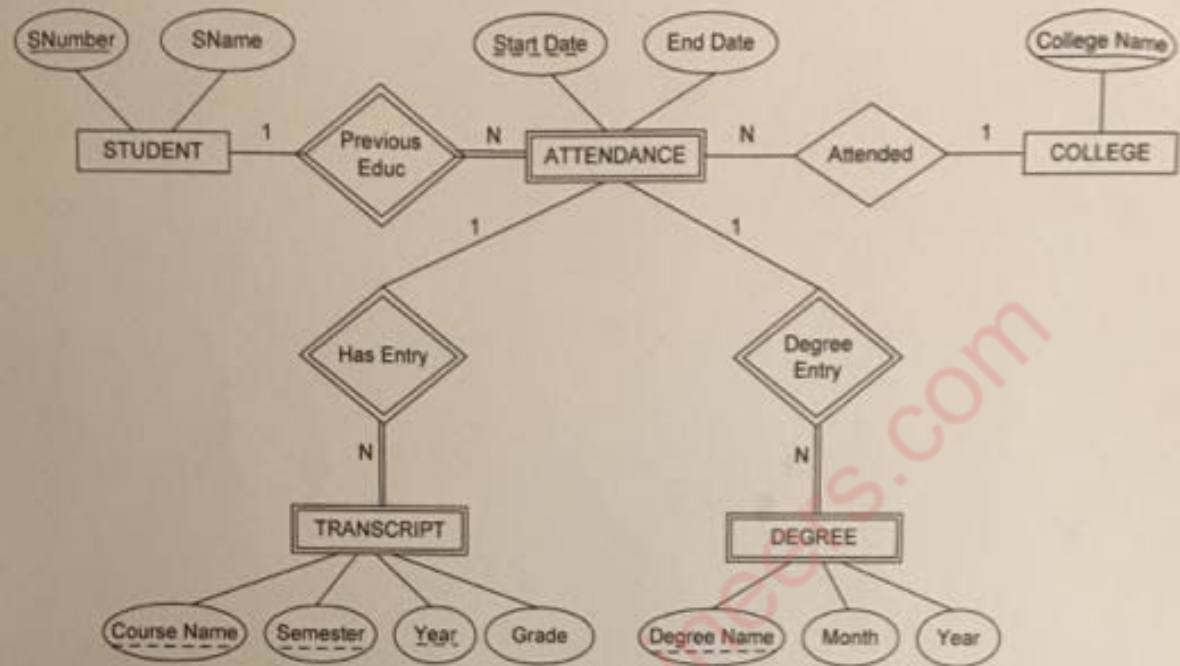 SNumber
SName
Start Date
End Date
College Name
STUDENT
1
Previous
Educ
N
ATTENDANCE
N
Attended
1
COLLEGE
1
1
Has Entry
Degree
Entry
N
N
TRANSCRIPT
DEGREE
Course Name
Semester
Year
Grade
Degree Name
Month
Year